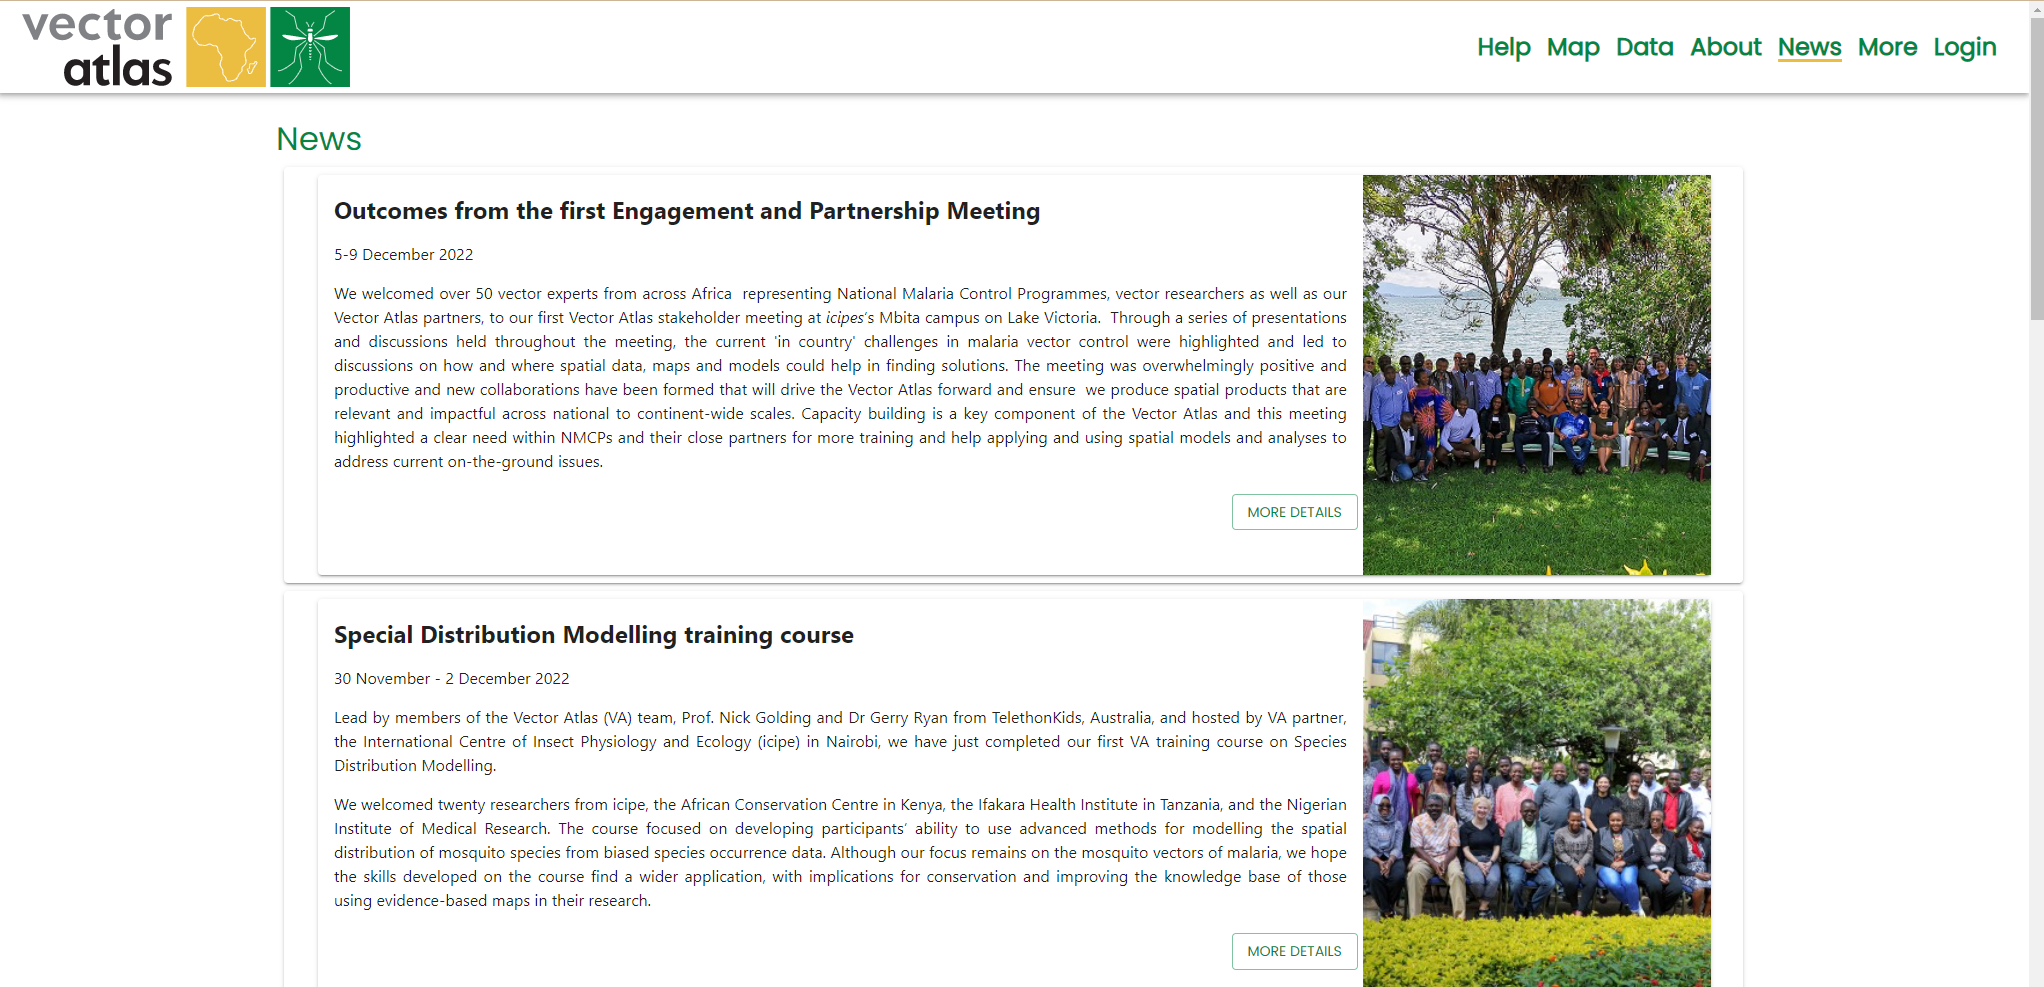 vector
atlas
Help Map Data About News More Login
News
Outcomes from the first Engagement and Partnership Meeting
5-9 December 2022
We welcomed over 50 vector experts from across Africa  representing National Malaria Control Programmes, vector researchers as well as our
Vector Atlas partners, to our first Vector Atlas stakeholder meeting at icipes's Mbita campus on Lake Victoria.  Through a series of presentations
and discussions held throughout the meeting, the current 'in country' challenges in malaria vector control were highlighted and led to
discussions on how and where spatial data, maps and models could help in finding solutions. The meeting was overwhelmingly positive and
productive and new collaborations have been formed that will drive the Vector Atlas forward and ensure  we produce spatial products that are
relevant and impactful across national to continent-wide scales. Capacity building is a key component of the Vector Atlas and this meeting
highlighted a clear need within NMCPs and their close partners for more training and help applying and using spatial models and analyses to
address current on-the-ground issues.
MORE DETAILS
Special Distribution Modelling training course
30 November - 2 December 2022
Lead by members of the Vector Atlas (VA) team, Prof. Nick Golding and Dr Gerry Ryan from TelethonKids, Australia, and hosted by VA partner,
the International Centre of Insect Physiology and Ecology (icipe) in Nairobi, we have just completed our first VA training course on Species
Distribution Modelling.
We welcomed twenty researchers from icipe, the African Conservation Centre in Kenya, the Ifakara Health Institute in Tanzania, and the Nigerian
Institute of Medical Research. The course focused on developing participants' ability to use advanced methods for modelling the spatial
distribution of mosquito species from biased species occurrence data. Although our focus remains on the mosquito vectors of malaria, we hope
the skills developed on the course find a wider application, with implications for conservation and improving the knowledge base of those
using evidence-based maps in their research.
MORE DETAILS